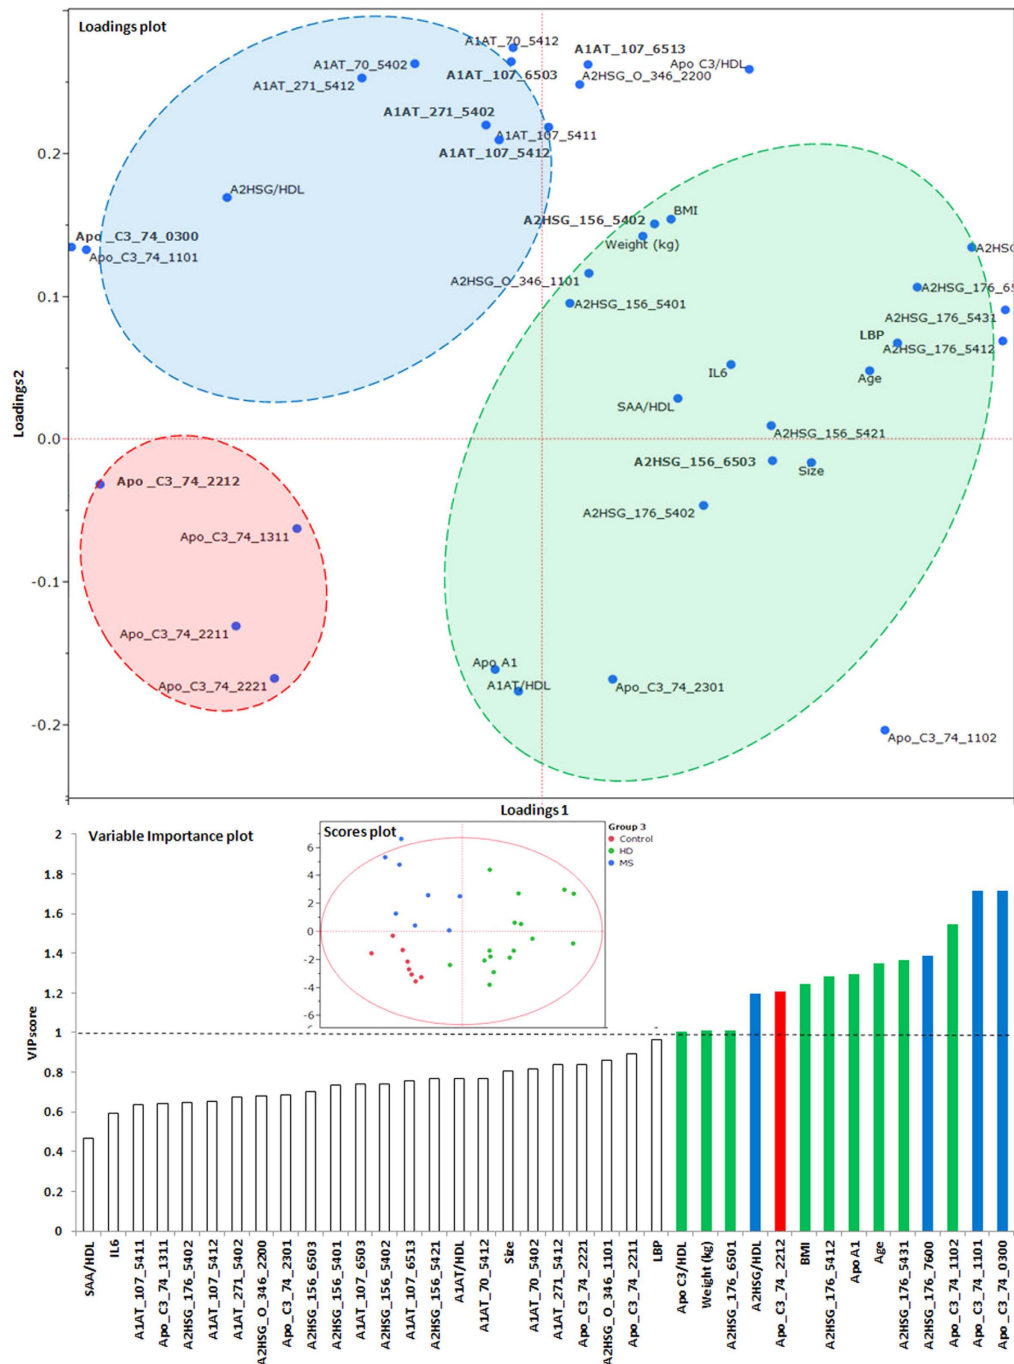 Loadings plot
A1AT_70_5412
A1AT_107_6513
A1AT_70_5402
Apo C3/HDL
A1AT_107_6503
A2HSG_O_346_2200
A1AT_271_5412
A1AT_271_5402
A1AT_107_5411
A1AT_107_5412
0.2
A2HSG/HDL
BMI
A2HSG_156_5402
Apo _C3_74_0300
Weight (kg)
A2HSG
Apo_C3_74_1101
A2HSG_O_346_1101
A2HSG_176_65
A2HSG_156_5401
0.1
A2HSG_176_5431
LBP
A2HSG_176_5412
IL6
Age
SAA/HDL
Loadings2
0.0
A2HSG_156_5421
A2HSG_156_6503
Size
Apo _C3_74_2212
A2HSG_176_5402
Apo_C3_74_1311
-0.1
Apo_C3_74_2211
Apo A1
Apo_C3_74_2221
A1AT/HDL
Apo_C3_74_2301
-0.2
Apo_C3_74_1102
Loadings 1
Variable Importance plot
Scores plot
Group 3
Control
HD
MS
6
4
2
0
-2
-4
-6
2
1.8
1.6
1.4
1.2
1
0.8
0.6
0.4
0.2
0
VIPscore
SAA/HDL
IL6
A1AT_107_5411
Apo_C3_74_1311
A2HSG_176_5402
A1AT_107_5412
A1AT_271_5402
A2HSG_O_346_2200
Apo_C3_74_2301
A2HSG_156_6503
A2HSG_156_5401
A1AT_107_6503
A2HSG_156_5402
A1AT_107_6513
A2HSG_156_5421
A1AT/HDL
A1AT_70_5412
Size
A1AT_70_5402
A1AT_271_5412
Apo_C3_74_2221
A2HSG_O_346_1101
Apo_C3_74_2211
LBP
Apo C3/HDL
Weight (kg)
A2HSG_176_6501
A2HSG/HDL
Apo_C3_74_2212
BMI
A2HSG_176_5412
Apo A1
Age
A2HSG_176_5431
A2HSG_176_7600
Apo_C3_74_1102
Apo_C3_74_1101
Apo_C3_74_0300